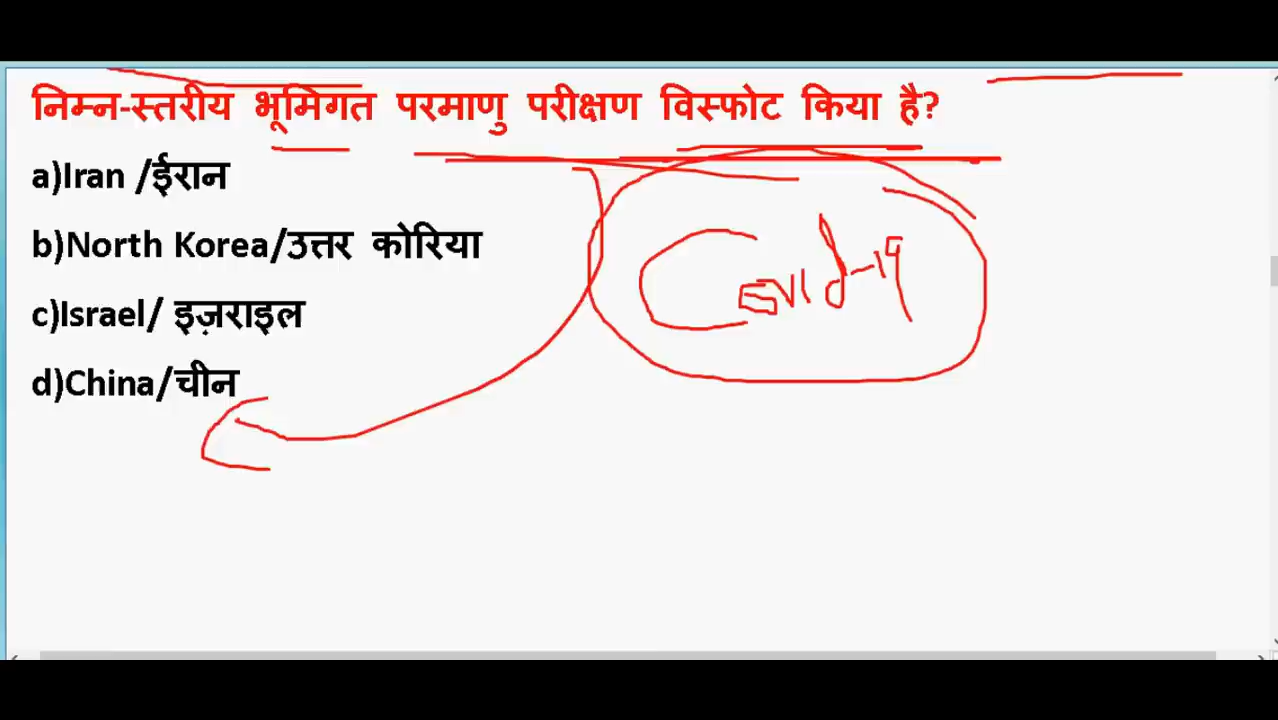 निम्न-स्तरीय भूमिगत परमाणु परीक्षण विस्फोट किया है?
a)Iran /ईरान
b)North Korea/उत्तर कोरिया
Covid-19
c)Israel/ इज़राइल
d)China/चीन